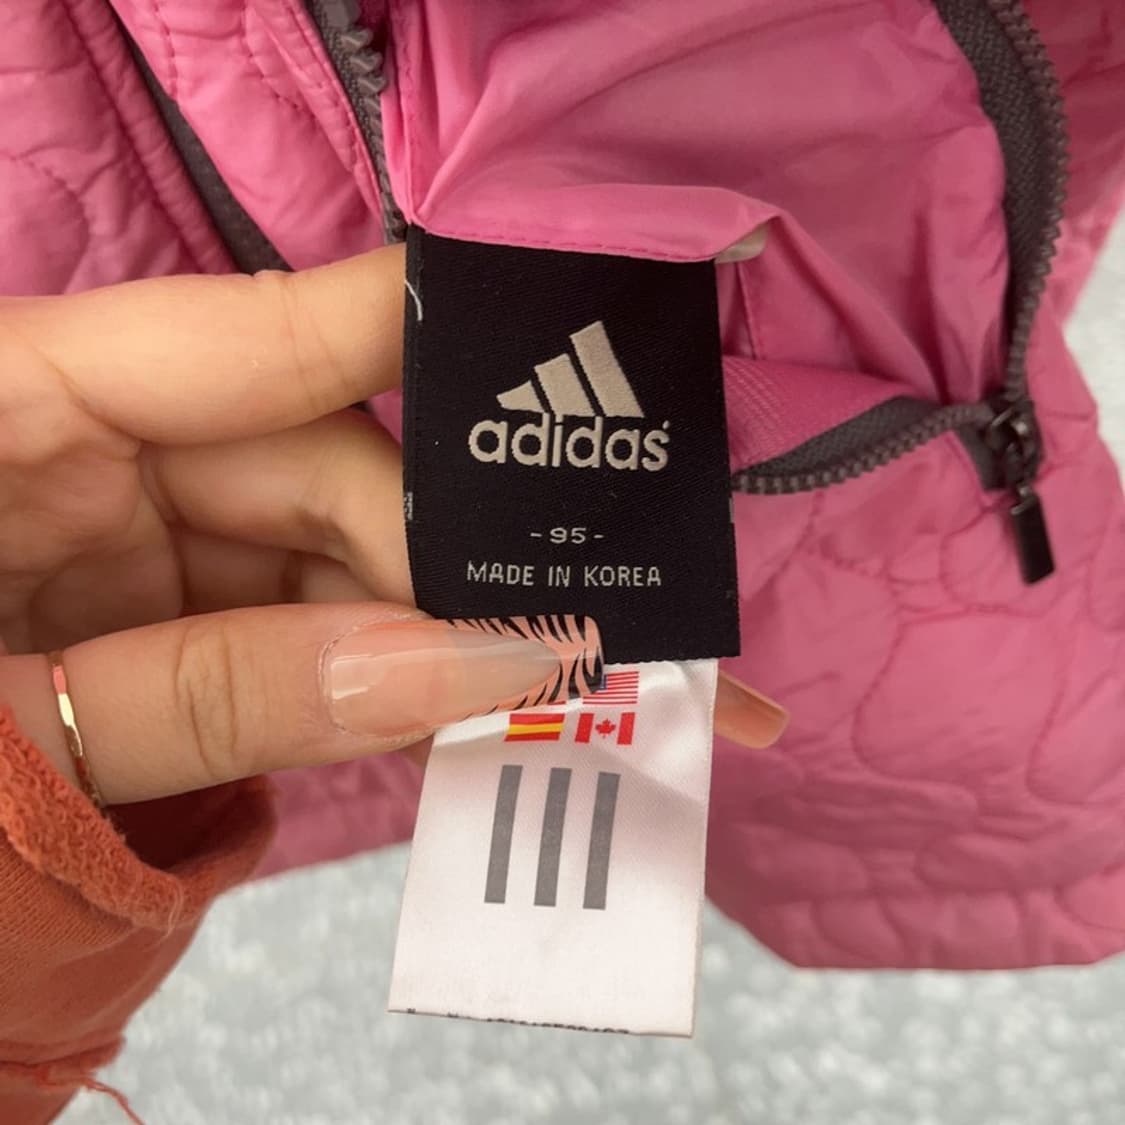 adidas
-95-
MADE IN KOREA